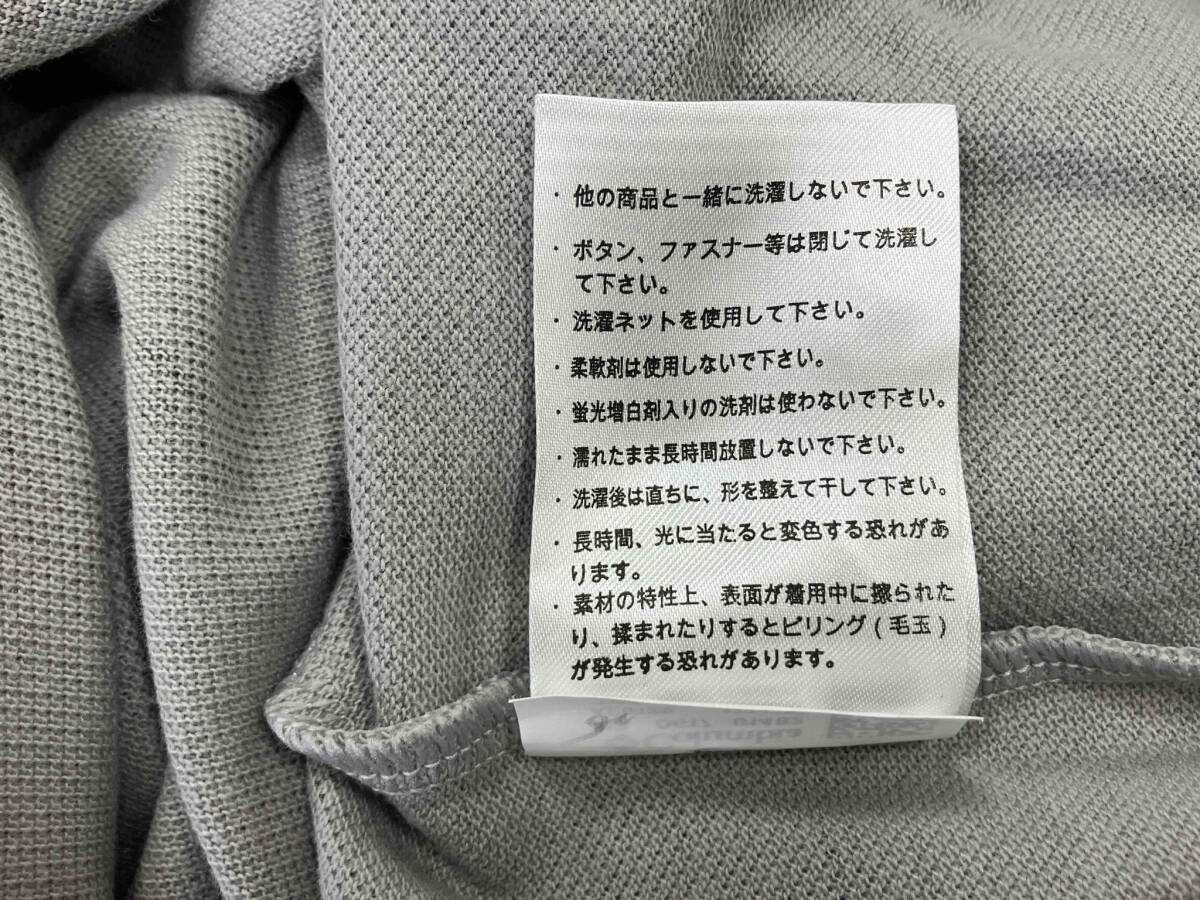 ・他の商品と一緒に洗濯しないで下さい。
・ボタン、ファスナー等は閉じて洗濯し
て下さい。
・洗濯ネットを使用して下さい。
・柔軟剤は使用しないで下さい。
・蛍光増白剤入りの洗剤は使わないで下さい。
・濡れたまま長時間放置しないで下さい。
・洗濯後は直ちに、形を整えて干して下さい。
・長時間、光に当たると変色する恐れがあ
ります。
・素材の特性上、表面が着用中に擦られた
り、揉まれたりするとピリング(毛玉)
が発生する恐れがあります。
Columbia